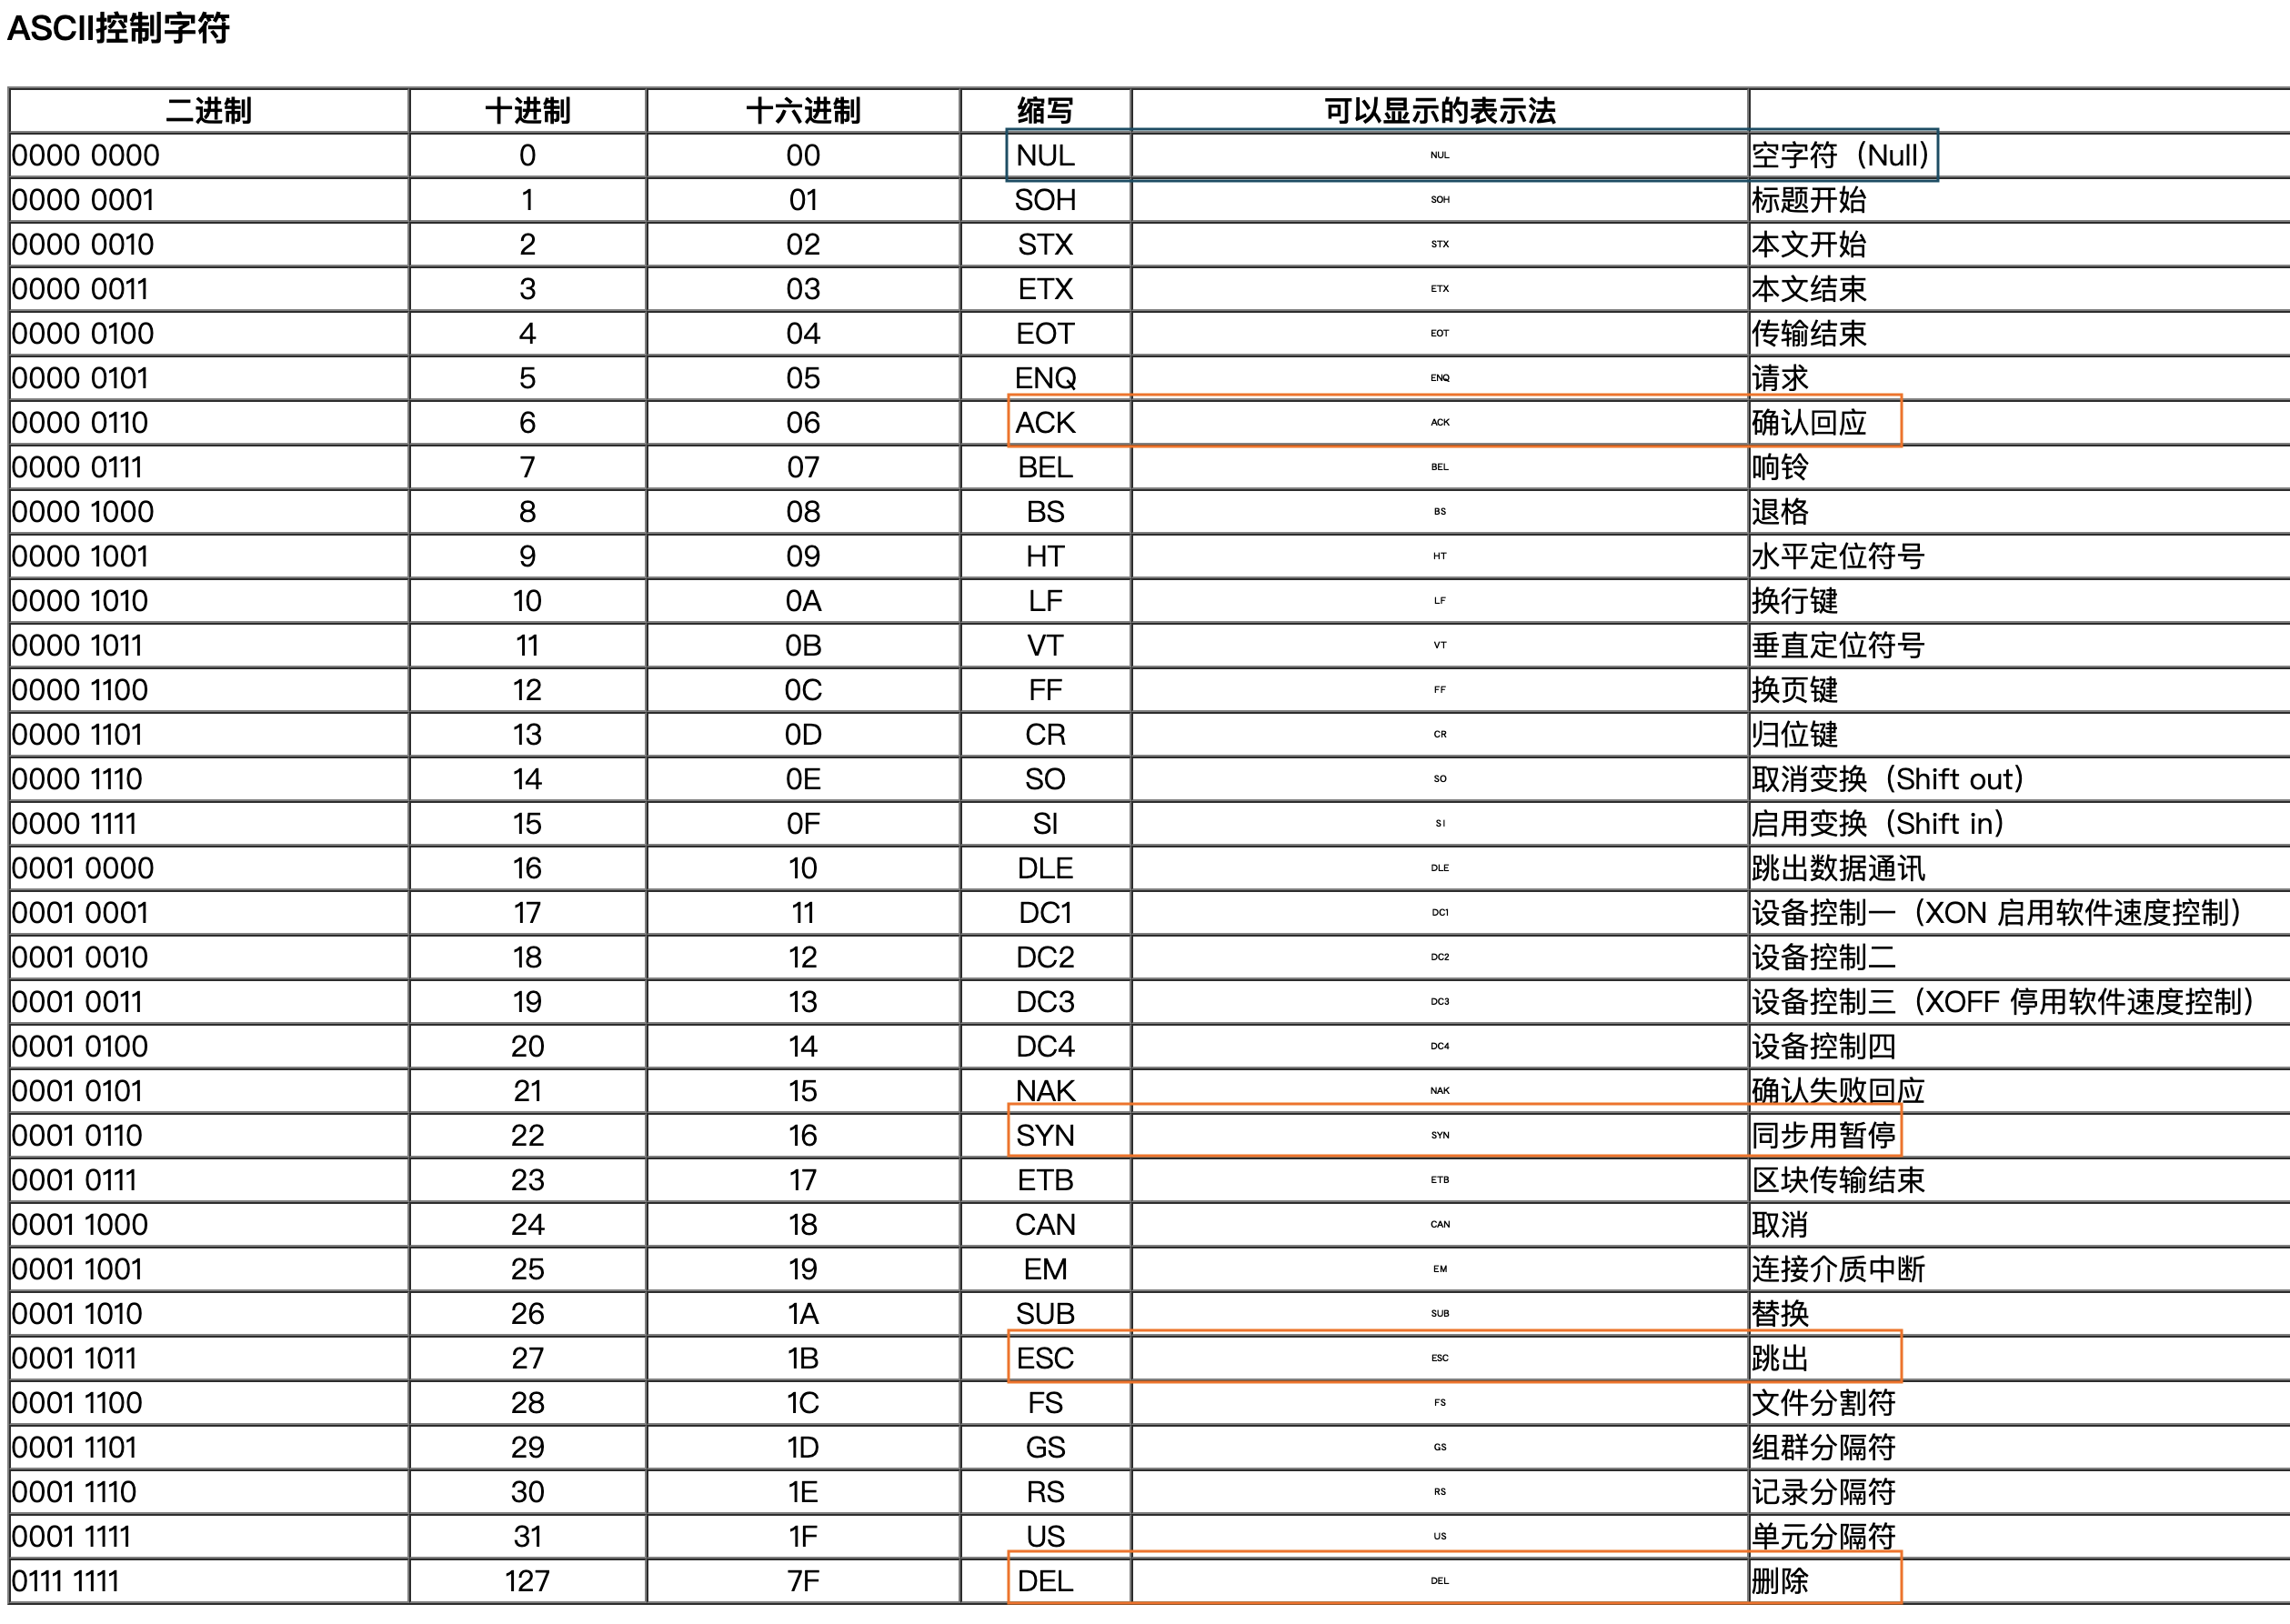 ASCII控制字符
二进制 十进制 十六进制 缩写 可以显示的表示法
0000 0000 0 00 NUL NUL 空字符（Null）
0000 0001 1 01 SOH SOH 标题开始
0000 0010 2 02 STX STX 本文开始
0000 0011 3 03 ETX ETX 本文结束
0000 0100 4 04 EOT EOT 传输结束
0000 0101 5 05 ENQ ENQ 请求
0000 0110 6 06 ACK ACK 确认回应
0000 0111 7 07 BEL BEL 响铃
0000 1000 8 08 BS BS 退格
0000 1001 9 09 HT HT 水平定位符号
0000 1010 10 0A LF LF 换行键
0000 1011 11 0B VT VT 垂直定位符号
0000 1100 12 0C FF FF 换页键
0000 1101 13 0D CR CR 归位键
0000 1110 14 0E SO SO 取消变换（Shift out）
0000 1111 15 0F SI SI 启用变换（Shift in）
0001 0000 16 10 DLE DLE 跳出数据通讯
0001 0001 17 11 DC1 DC1 设备控制一（XON 启用软件速度控制）
0001 0010 18 12 DC2 DC2 设备控制二
0001 0011 19 13 DC3 DC3 设备控制三（XOFF 停用软件速度控制）
0001 0100 20 14 DC4 DC4 设备控制四
0001 0101 21 15 NAK NAK 确认失败回应
0001 0110 22 16 SYN SYN 同步用暂停
0001 0111 23 17 ETB ETB 区块传输结束
0001 1000 24 18 CAN CAN 取消
0001 1001 25 19 EM EM 连接介质中断
0001 1010 26 1A SUB SUB 替换
0001 1011 27 1B ESC ESC 跳出
0001 1100 28 1C FS FS 文件分割符
0001 1101 29 1D GS GS 组群分隔符
0001 1110 30 1E RS RS 记录分隔符
0001 1111 31 1F US US 单元分隔符
0111 1111 127 7F DEL DEL 删除